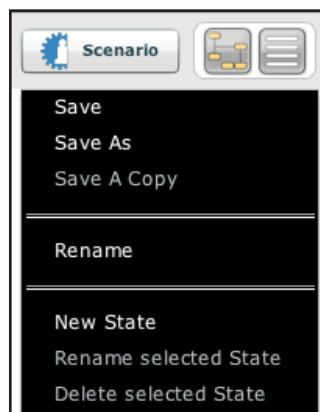 Scenario
Save
Save As
Save A Copy
Rename
New State
Rename selected State
Delete selected State